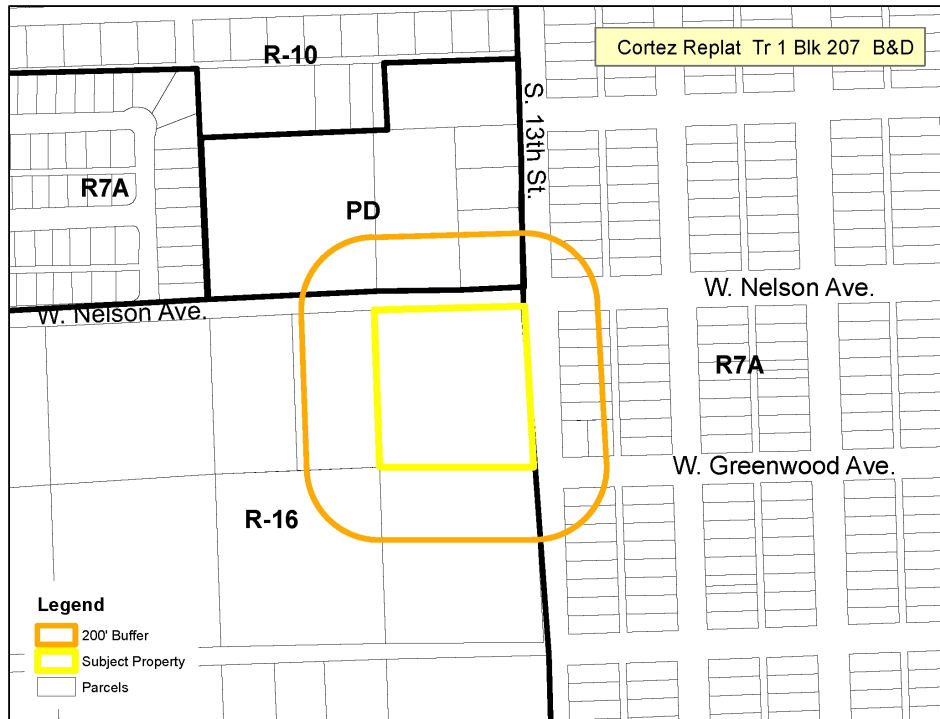 R-10
Cortez Replat Tr 1 Blk 207 B&D
S. 13th St.
R7A
PD
W. Nelson Ave.
W. Nelson Ave.
R7A
W. Greenwood Ave.
R-16
Legend
200' Buffer
Subject Property
Parcels